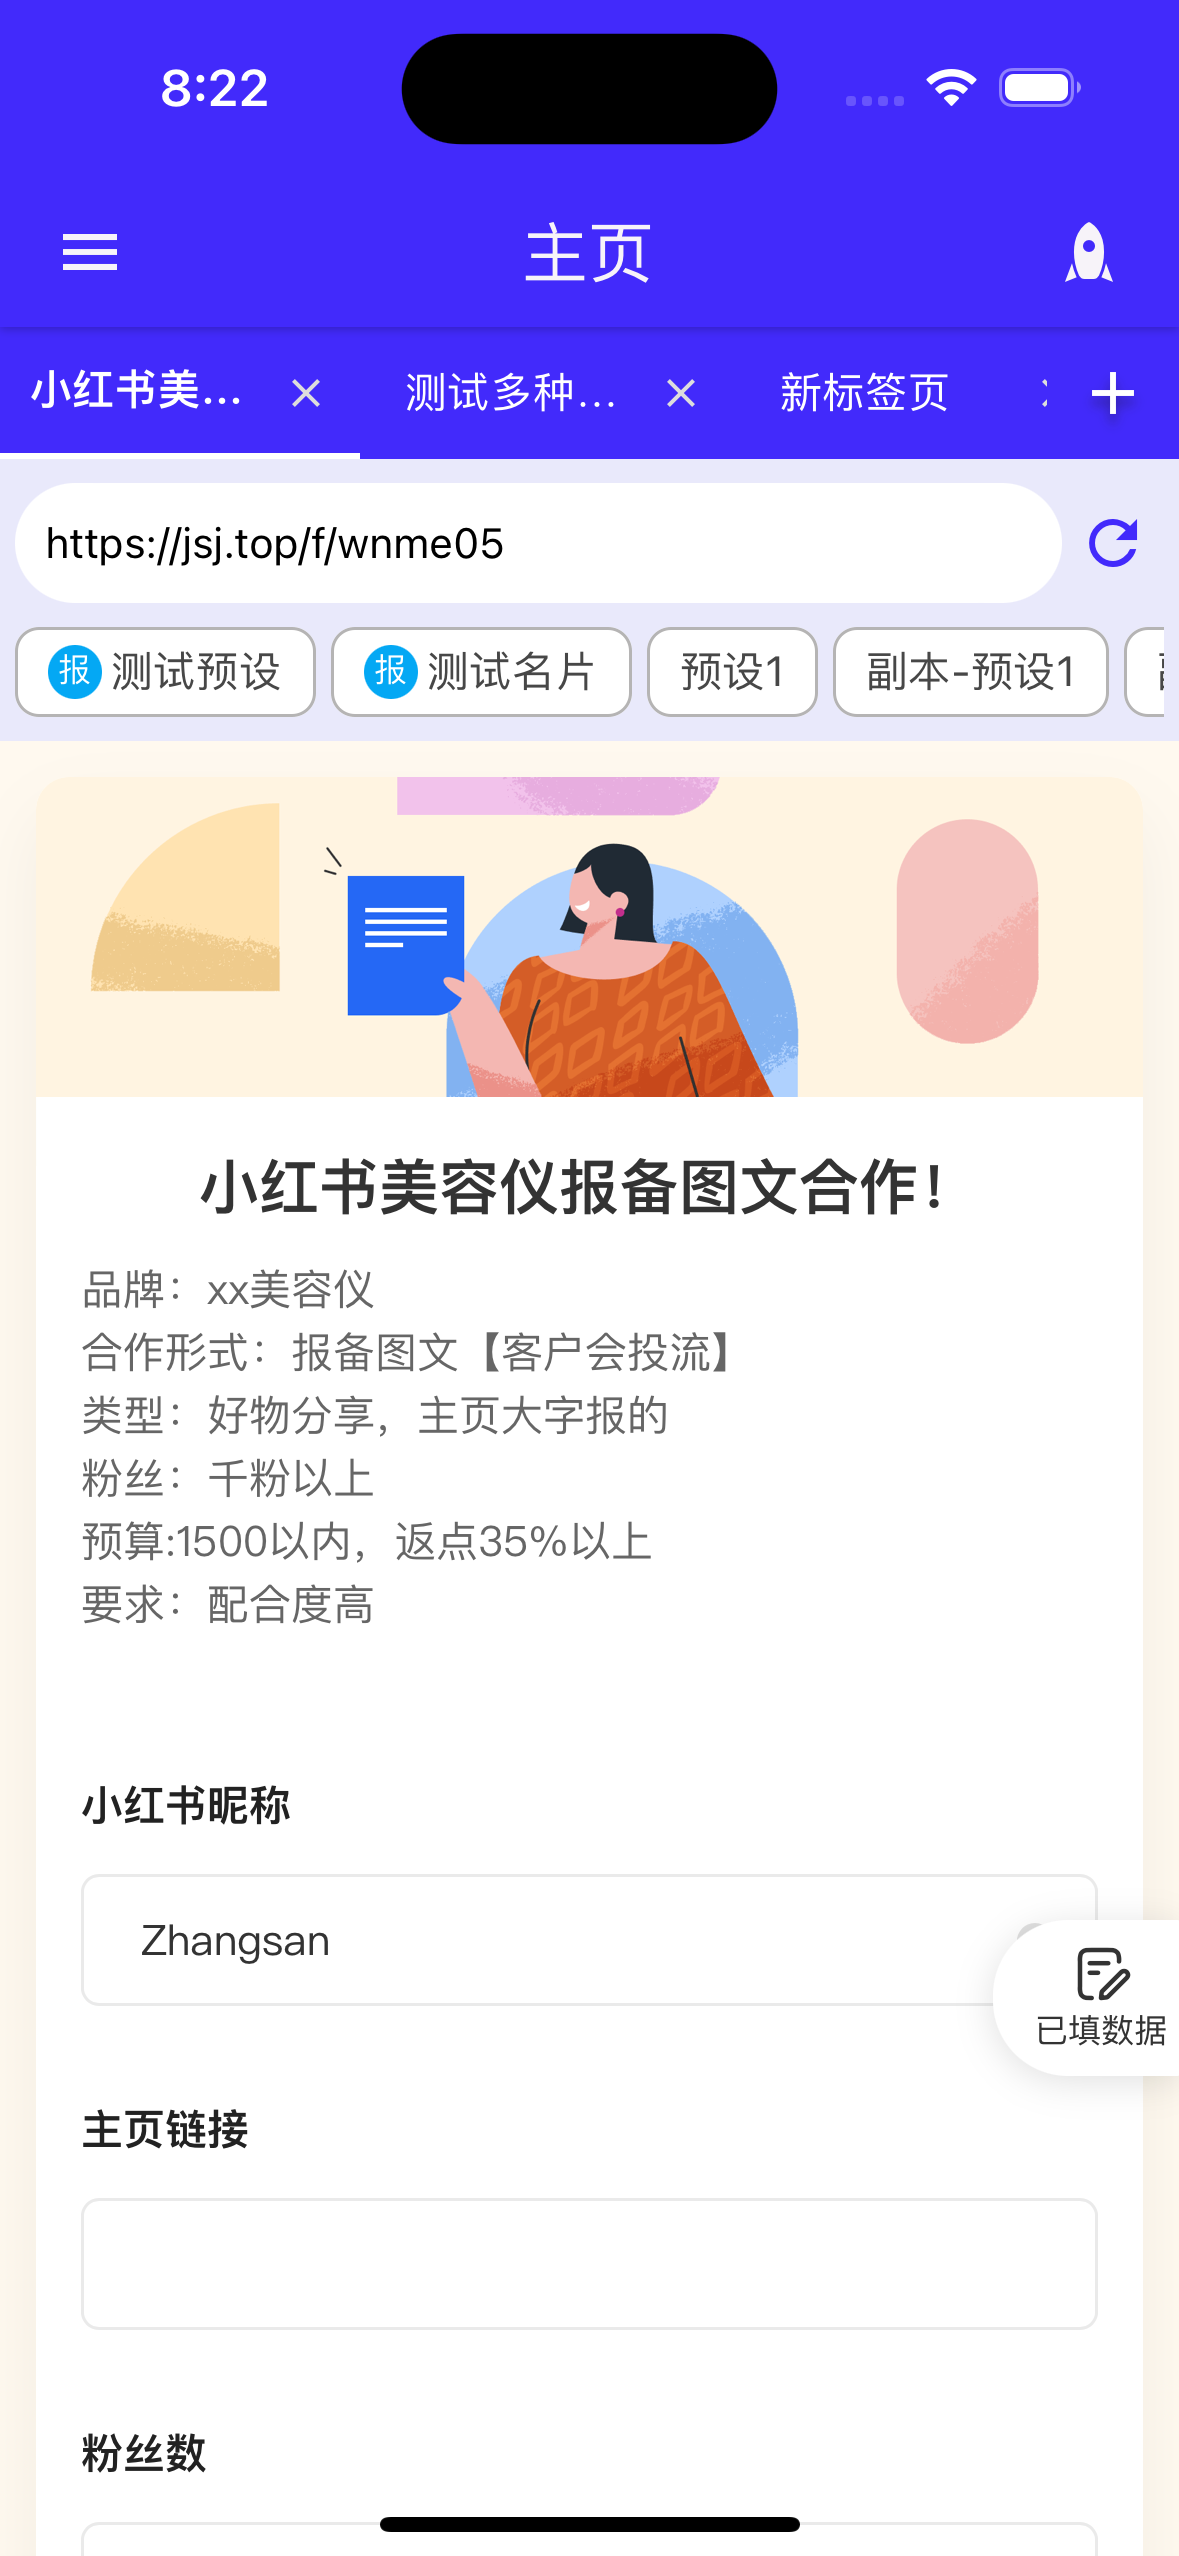 8:22
主页
小红书美...
测试多种...
新标签页
https://jsj.top/f/wnme05
报 测试预设
报 测试名片
预设1
副本-预设1
小红书美容仪报备图文合作！
品牌：xx美容仪
合作形式：报备图文【客户会投流】
类型：好物分享，主页大字报的
粉丝：千粉以上
预算:1500以内，返点35%以上
要求：配合度高
小红书昵称
Zhangsan
已填数据
主页链接
粉丝数